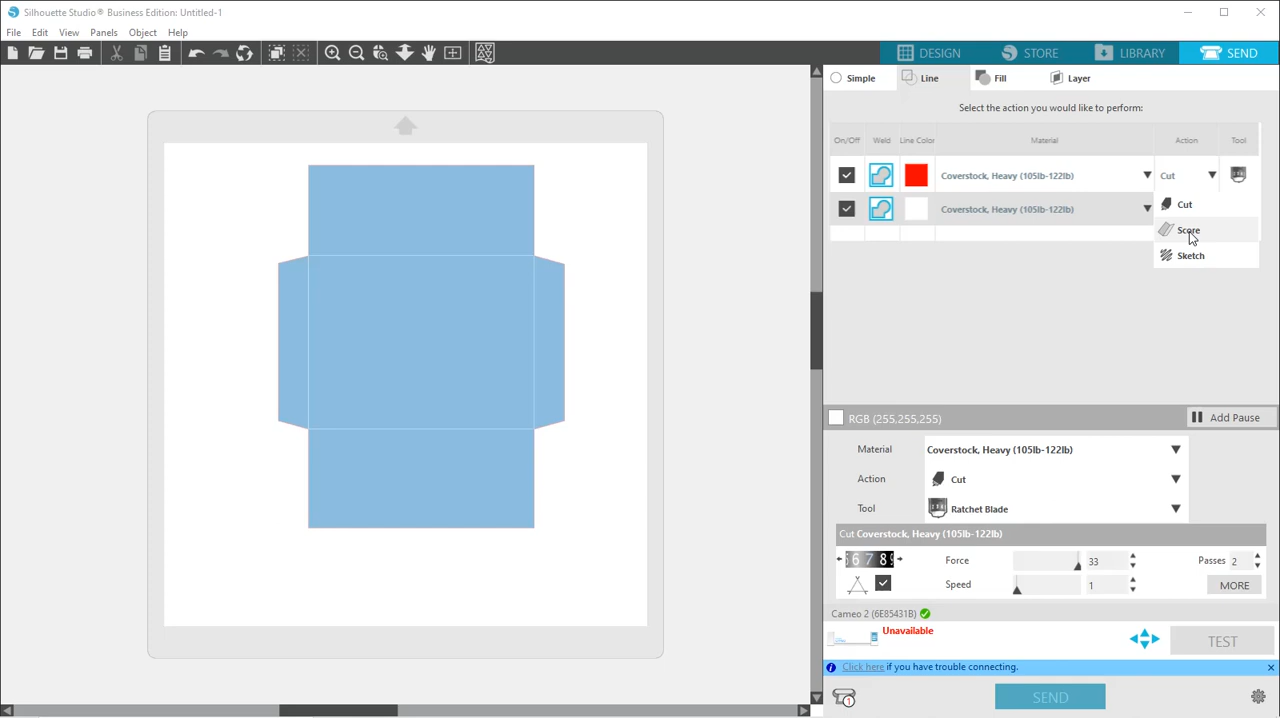 Silhouette Studio® Business Edition: Untitled-1
File Edit View Panels Object Help
DESIGN STORE LIBRARY SEND
Simple Line Fill Layer
Select the action you would like to perform:
On/Off Weld Line Color Material Action Tool
Coverstock, Heavy (105lb-122lb) Cut
Cut
Coverstock, Heavy (105lb-122lb)
Score
Sketch
RGB (255,255,255) Add Pause
Material Coverstock, Heavy (105lb-122lb)
Action Cut
Tool Ratchet Blade
Cut Coverstock, Heavy (105lb-122lb)
6 7 8 Force 33 Passes 2
Speed 1 MORE
Cameo 2 (6E85431B)
Unavailable
TEST
Click here if you have trouble connecting.
1 SEND